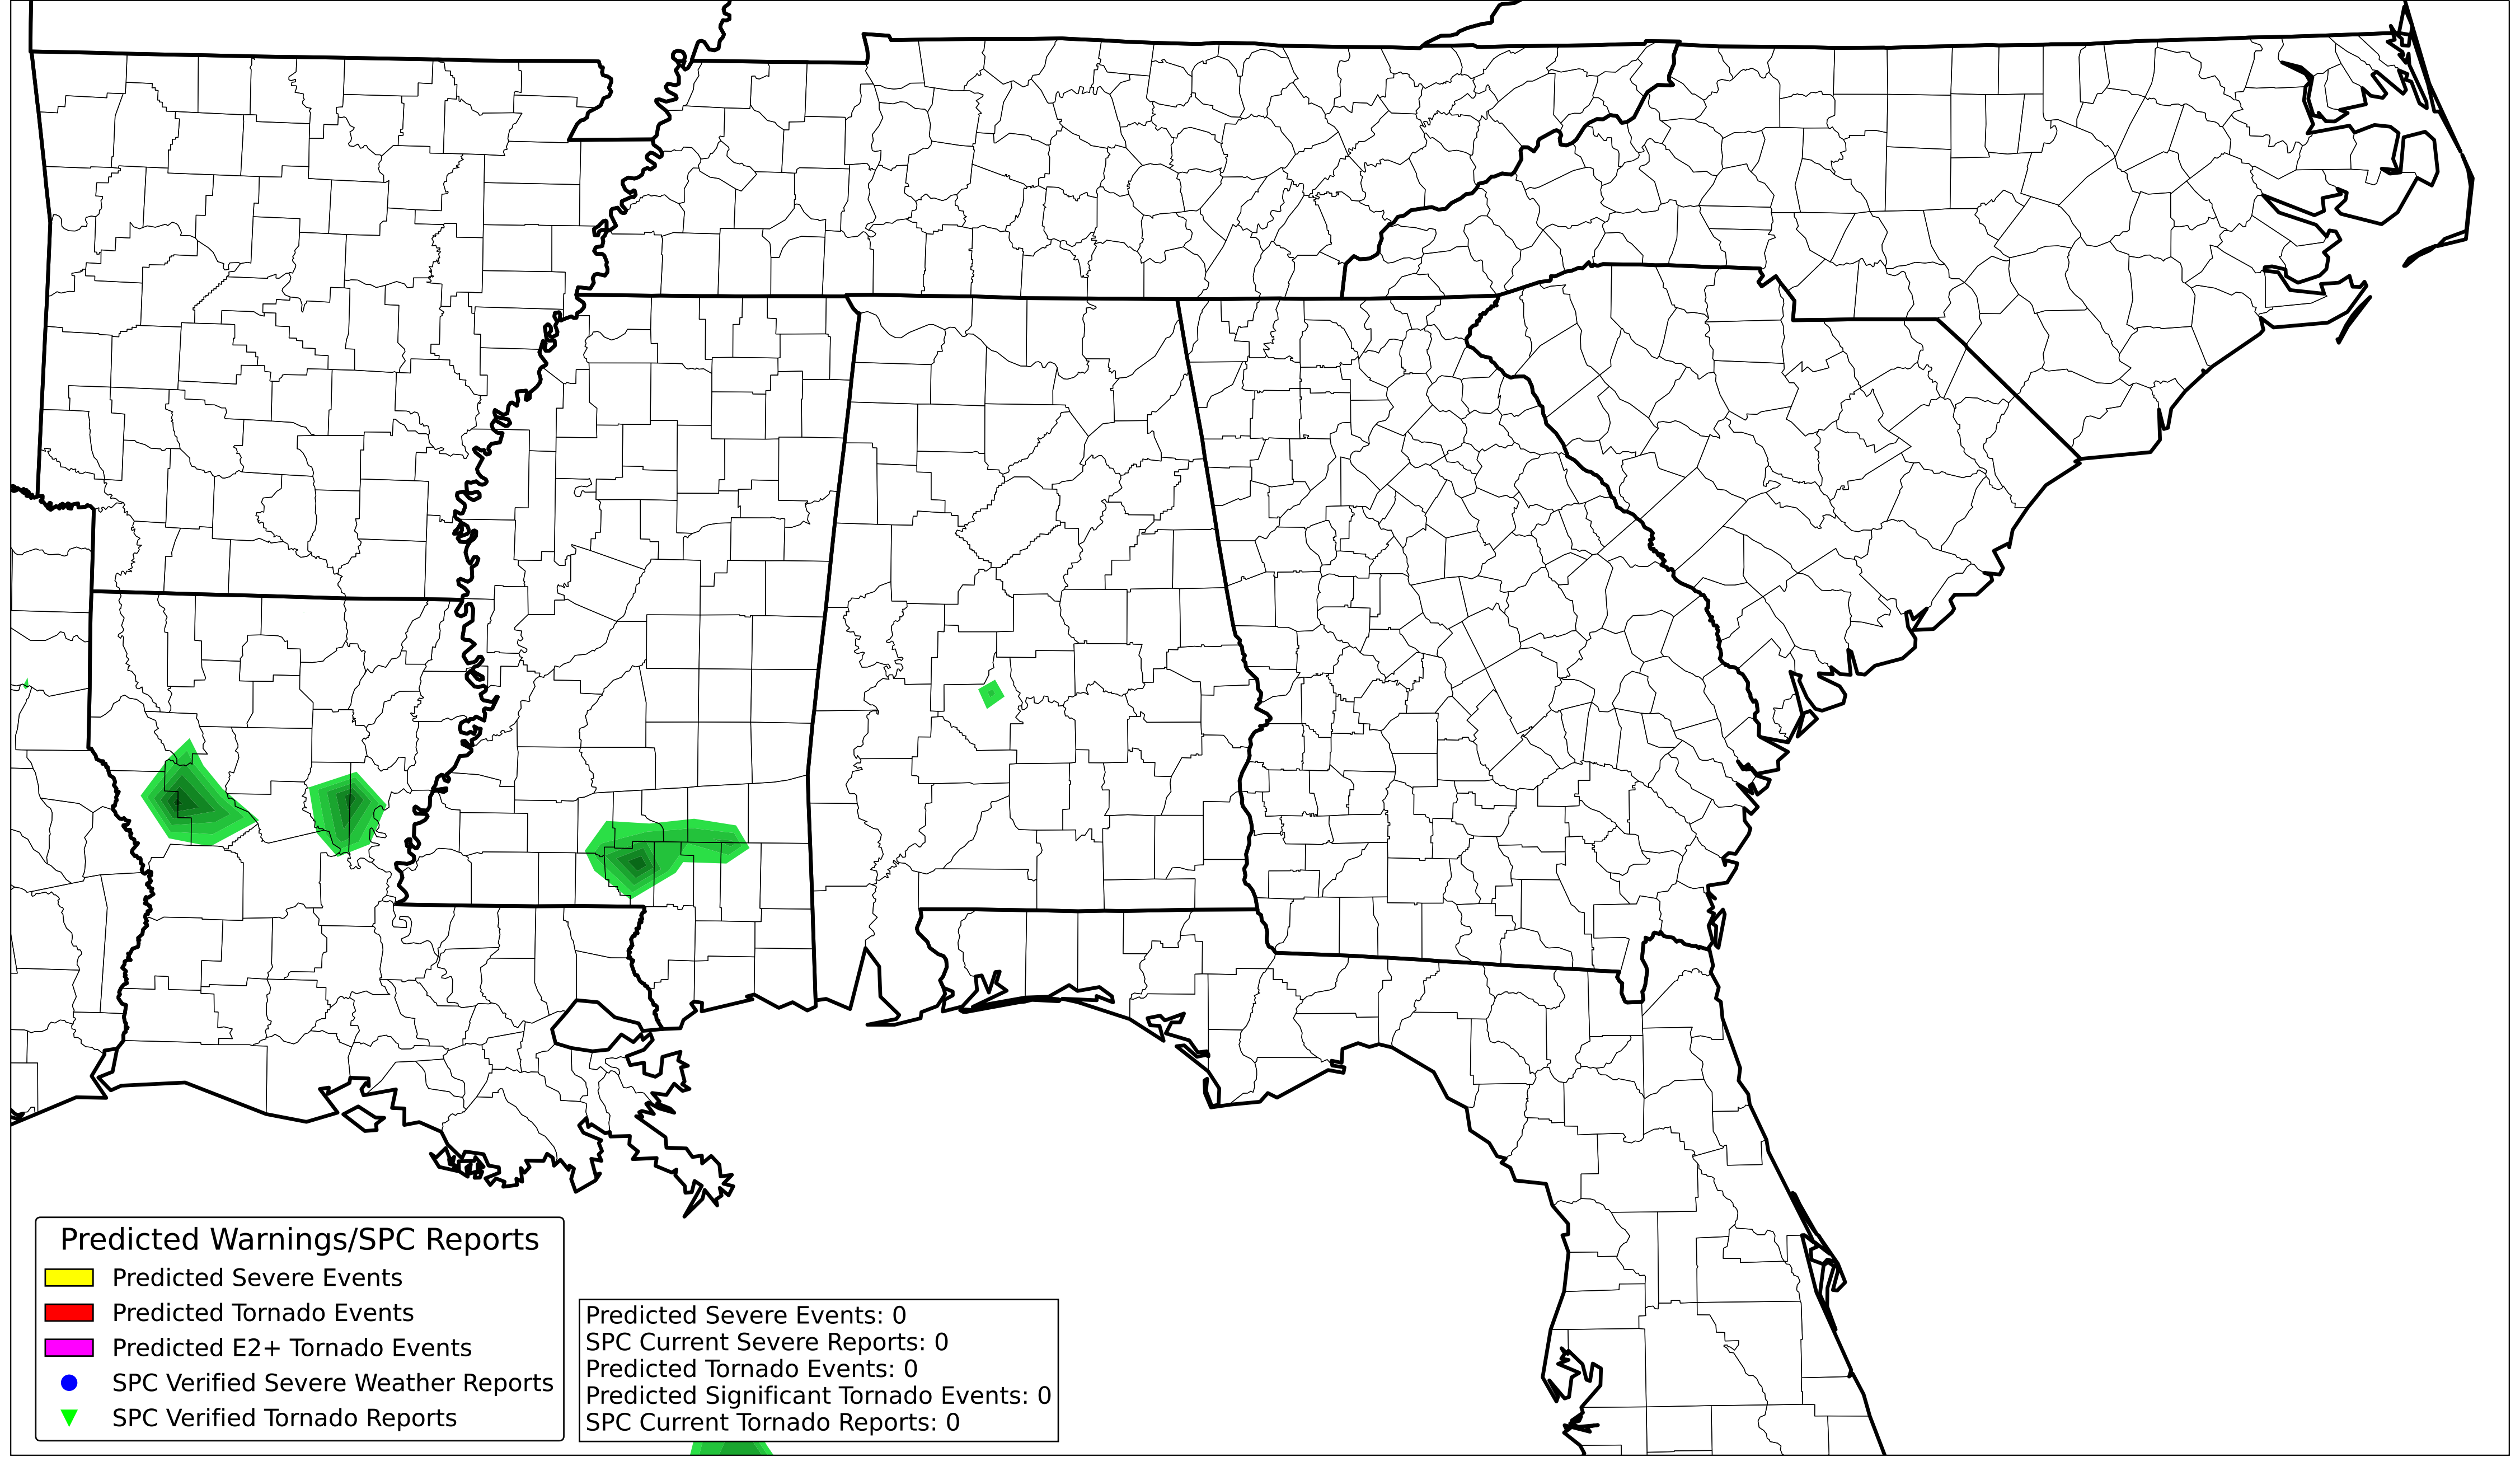 Predicted Warnings/SPC Reports
Predicted Severe Events
Predicted Tornado Events
Predicted E2+ Tornado Events
SPC Verified Severe Weather Reports
SPC Verified Tornado Reports
Predicted Severe Events: 0
SPC Current Severe Reports: 0
Predicted Tornado Events: 0
Predicted Significant Tornado Events: 0
SPC Current Tornado Reports: 0